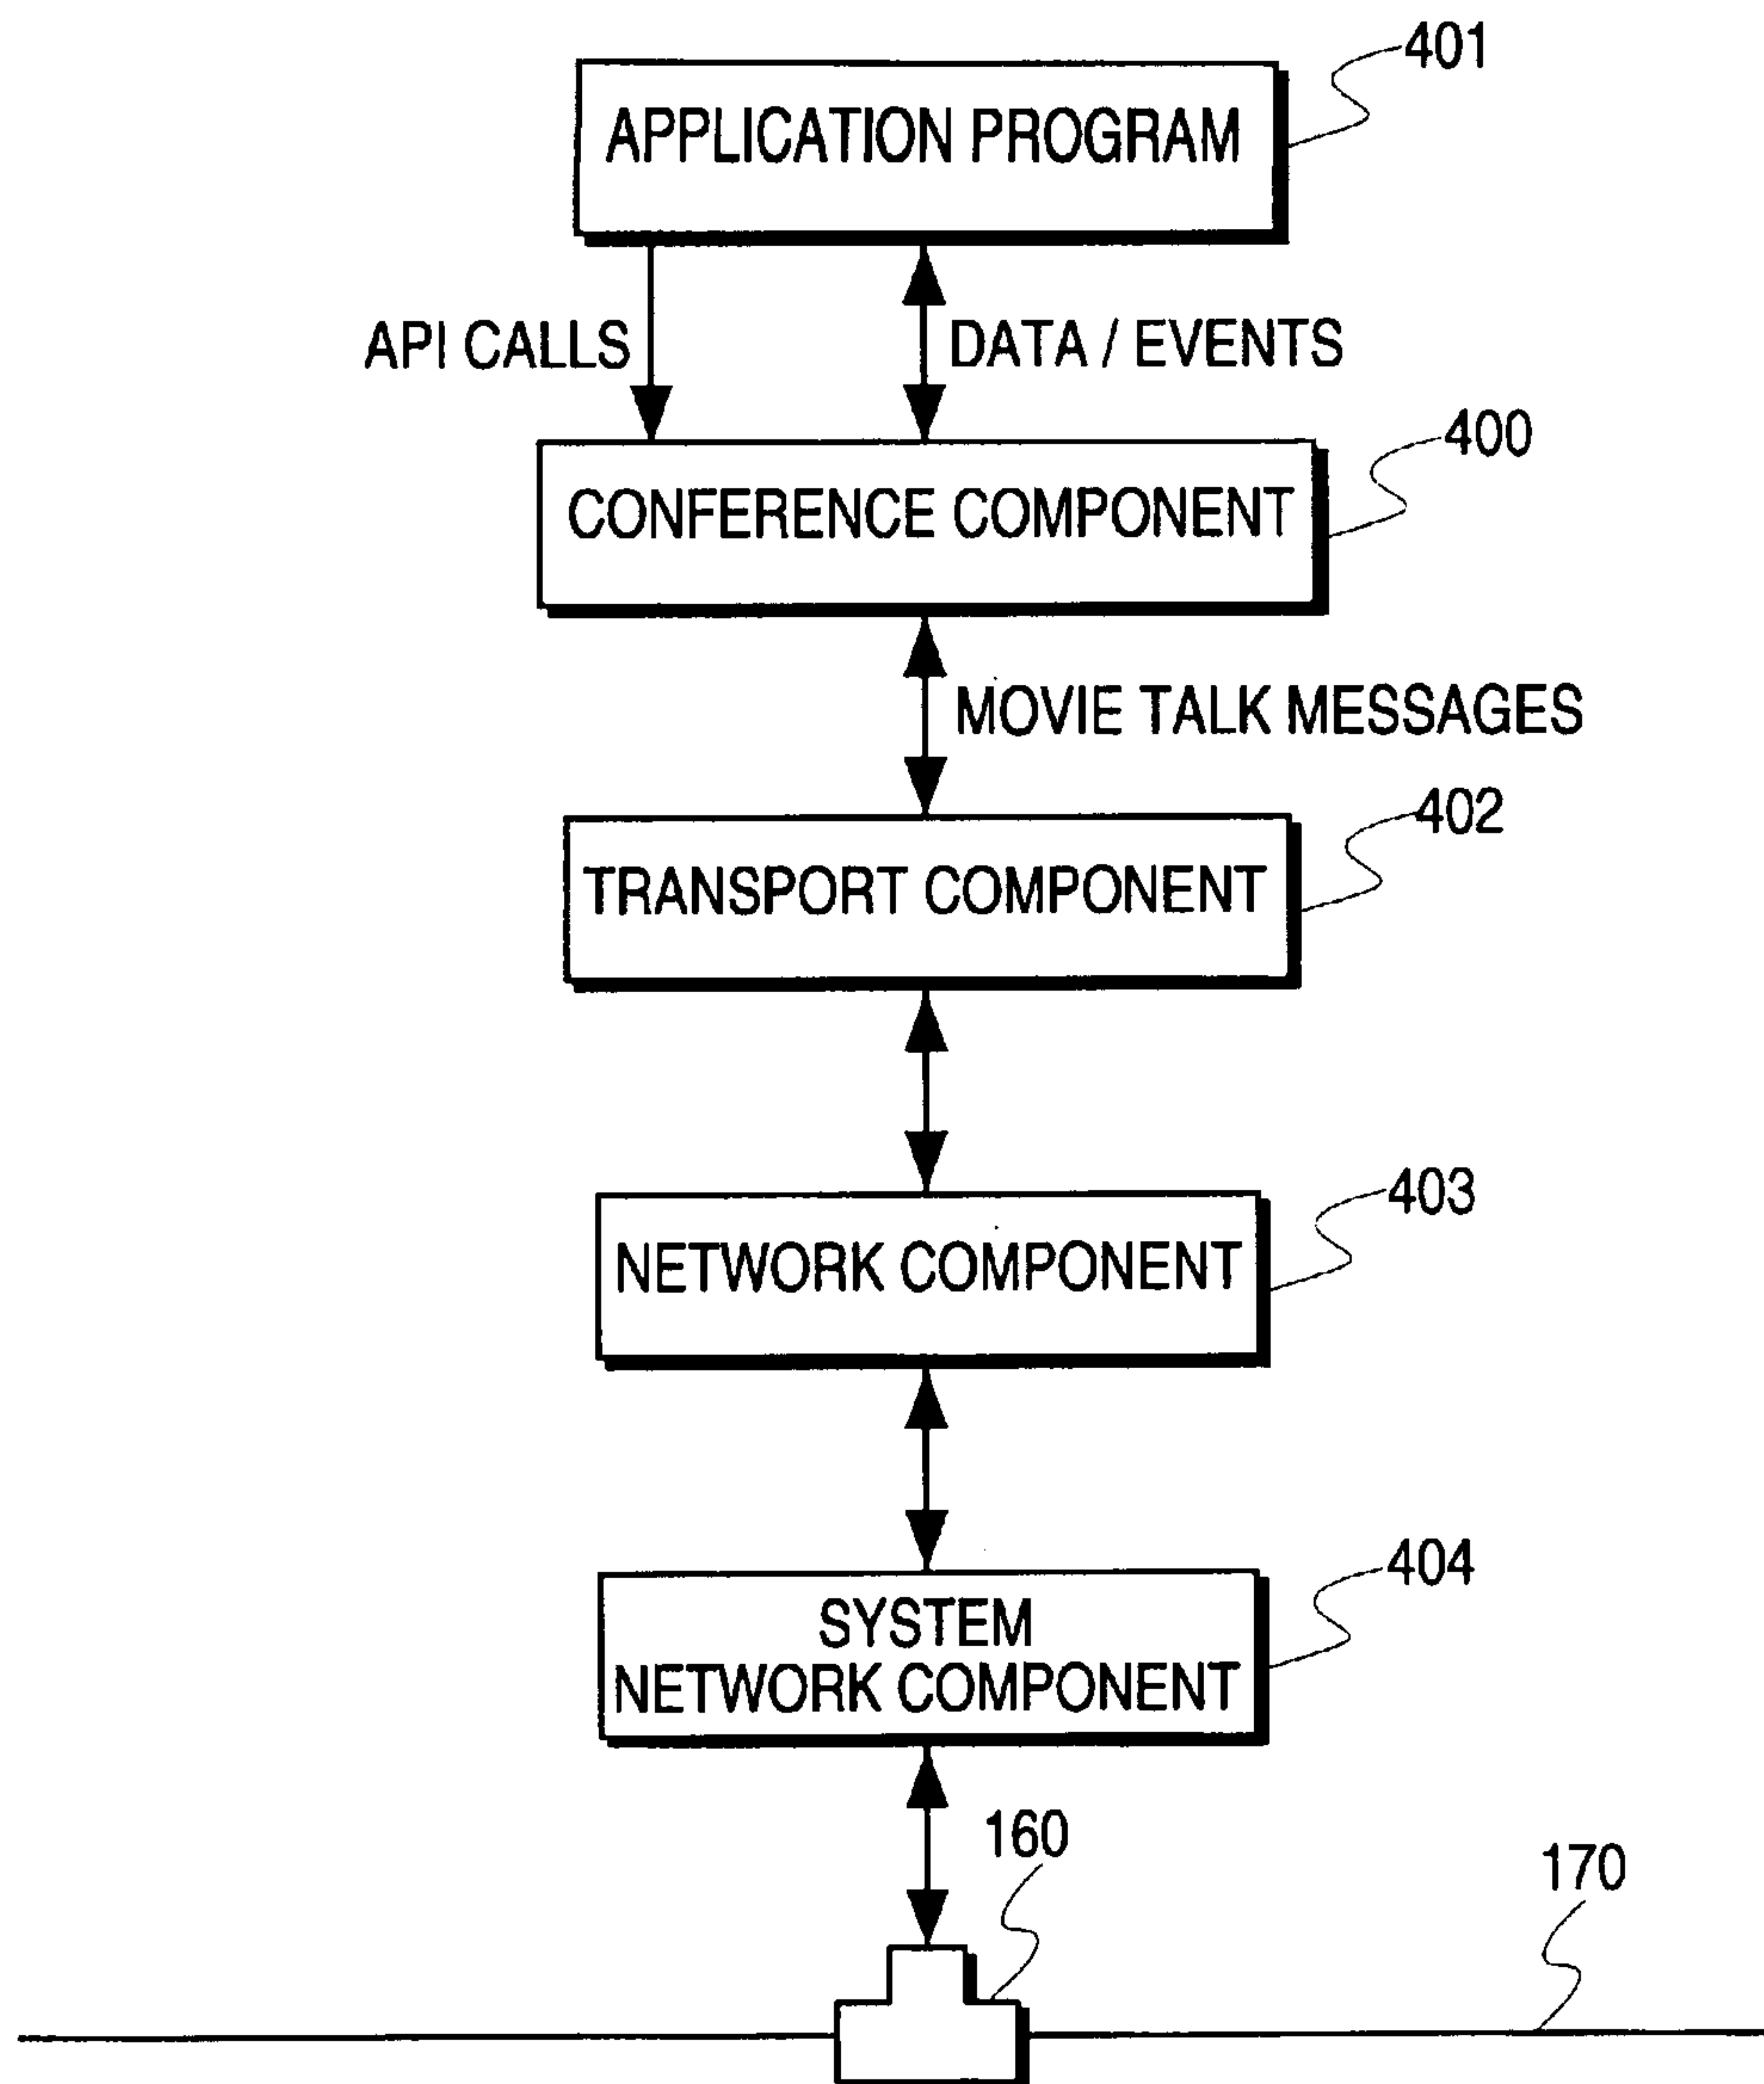 401
APPLICATION PROGRAM
API CALLS
DATA / EVENTS
400
CONFERENCE COMPONENT
MOVIE TALK MESSAGES
402
TRANSPORT COMPONENT
403
NETWORK COMPONENT
404
SYSTEM
NETWORK COMPONENT
160
170